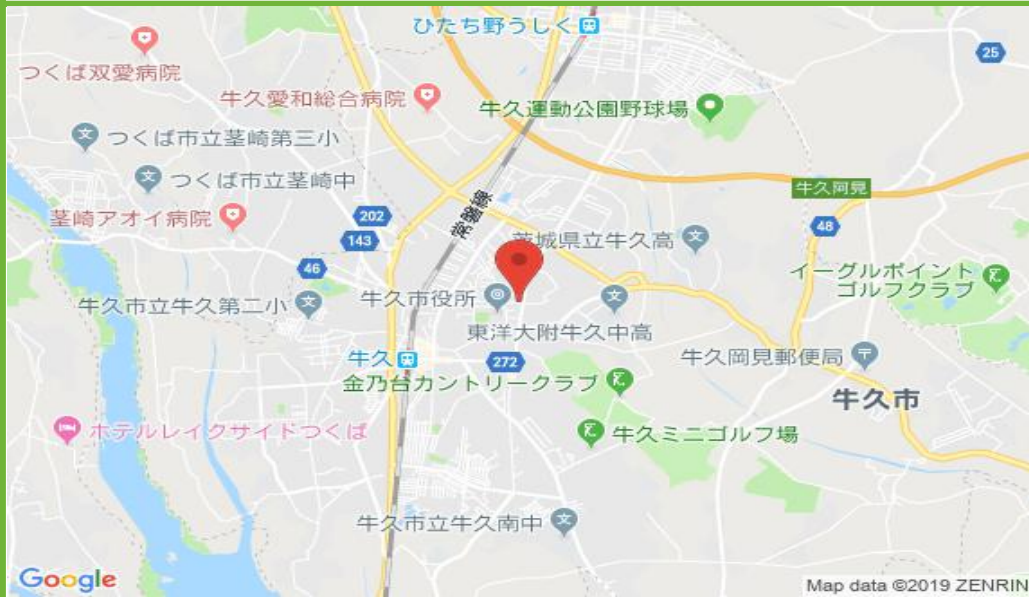 ひたち野うしく
25
つくば双愛病院
牛久愛和総合病院
牛久運動公園野球場
つくば市立茎崎第三小
つくば市立茎崎中
牛久阿見
茎崎アオイ病院
202
常磐線
48
143
茨城県立牛久高
46
イーグルポイント
ゴルフクラブ
牛久市立牛久第二小
牛久市役所
東洋大附牛久中高
牛久
272
牛久岡見郵便局
金乃台カントリークラブ
牛久市
ホテルレイクサイドつくば
牛久ミニゴルフ場
牛久市立牛久南中
Google
Map data ©2019 ZENRIN